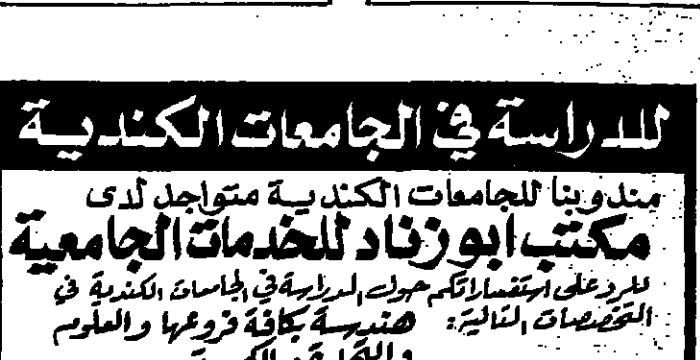 للدراسة في الجامعات الكندية
مندوبنا للجامعات الكنديـة متواجد لدى
مكتب ابو زناد للخدمات الجامعية
للرد على استفساراتكم حول الدراسة في الجامعات الكندية في
التخصصات التالية: هندسة بكافة فروعها والعلوم